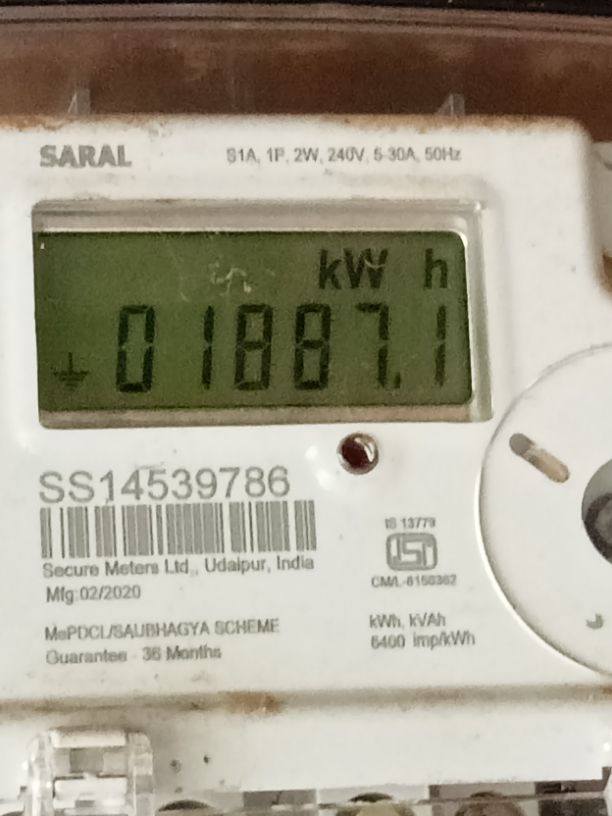 SARAL
S1A, 1P, 2W, 240V, 5-30A, 50Hz
kW h
01887.1
SS14539786
Secure Meters Ltd., Udaipur, India
Mfg:02/2020
MePDCL/SAUBHAGYA SCHEME
Guarantee - 36 Months
IS 13779
ISI
CM/L-6150362
kWh, kVAh
6400 imp/kWh